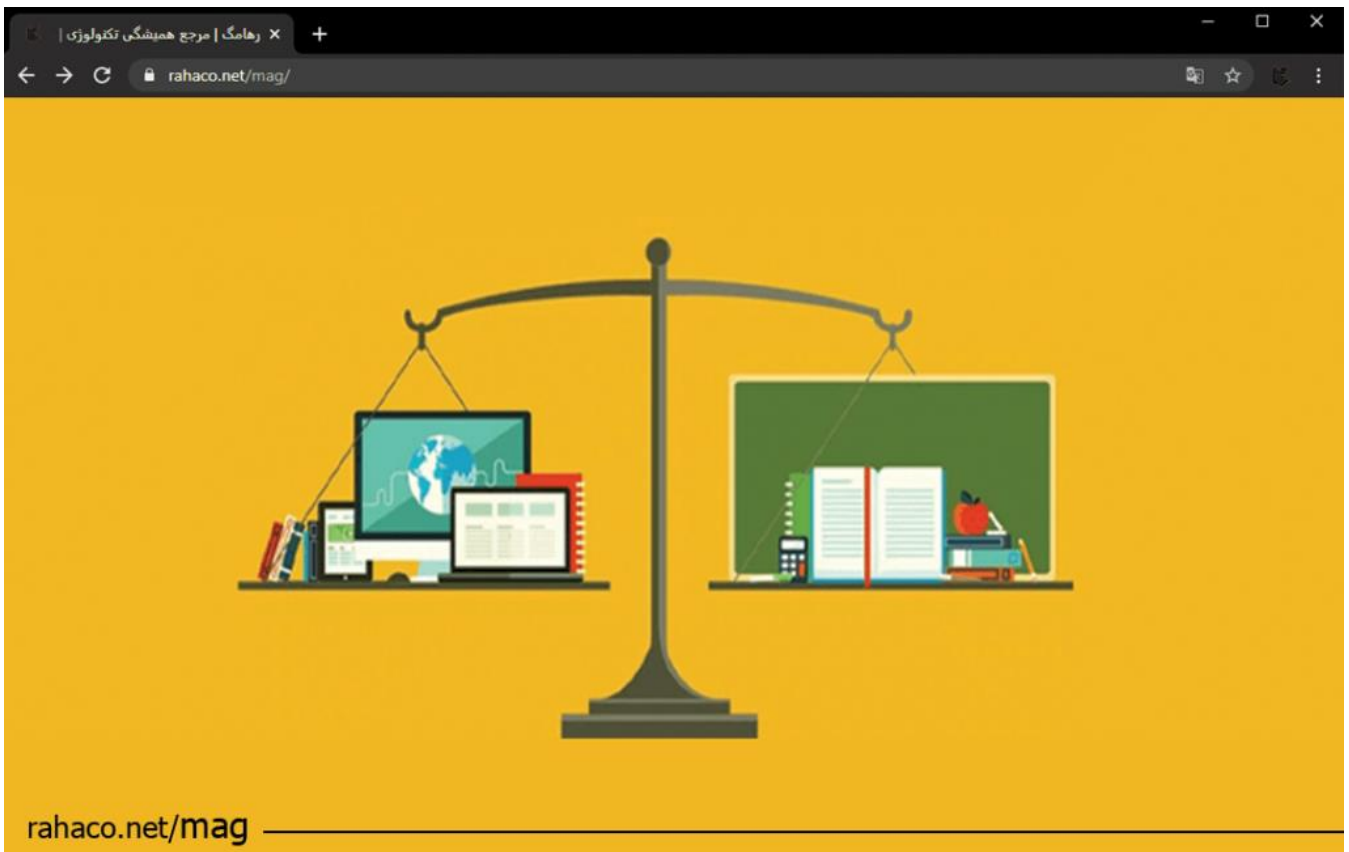 رهامگ | مرجع همیشگی تکنولوژی |
rahaco.net/mag/
rahaco.net/mag